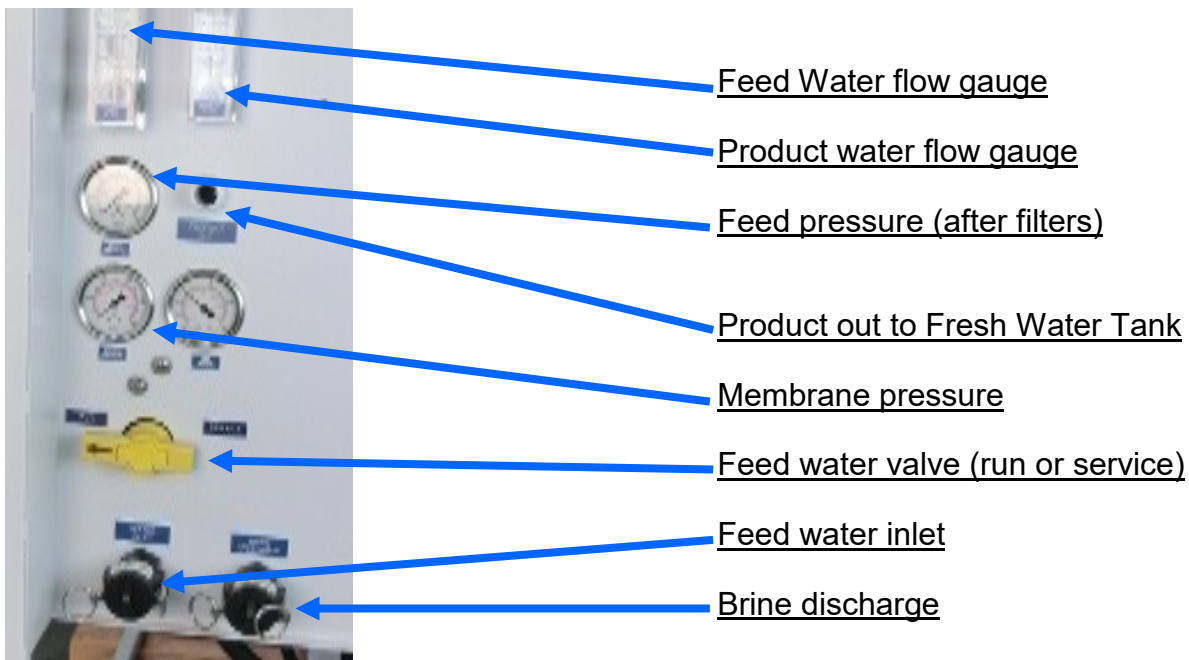 Feed Water flow gauge
Product water flow gauge
Feed pressure (after filters)
Product out to Fresh Water Tank
Membrane pressure
Feed water valve (run or service)
Feed water inlet
Brine discharge